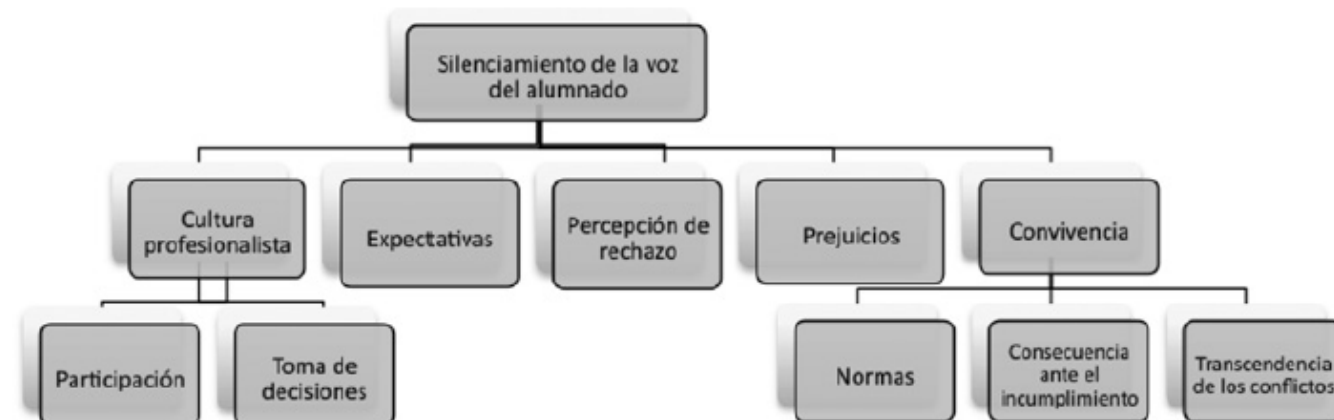 Silenciamiento de la voz
del alumnado
Cultura
profesionalista
Expectativas
Percepción de
rechazo
Prejuicios
Convivencia
Participación
Toma de
decisiones
Normas
Consecuencia
ante el
incumplimiento
Transcendencia
de los conflictos